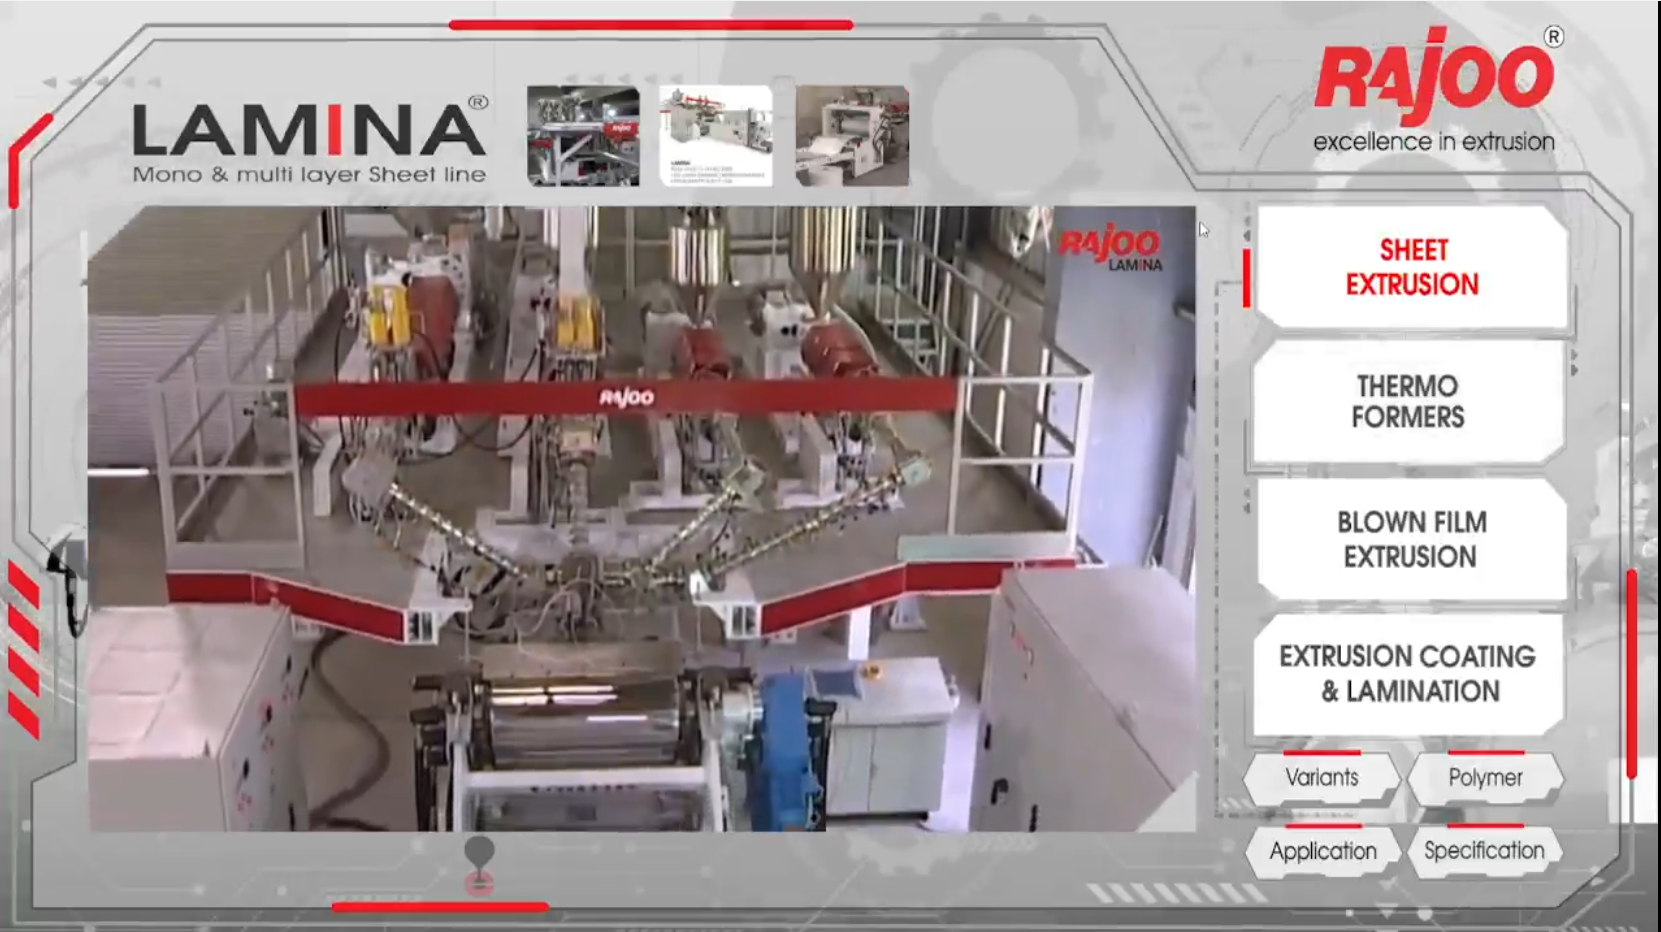 LAMINA®
Mono & multi layer Sheet line
RAJOO®
excellence in extrusion
RAJOO
LAMINA
RAJOO
SHEET
EXTRUSION
THERMO
FORMERS
BLOWN FILM
EXTRUSION
EXTRUSION COATING
& LAMINATION
Variants
Polymer
Application
Specification